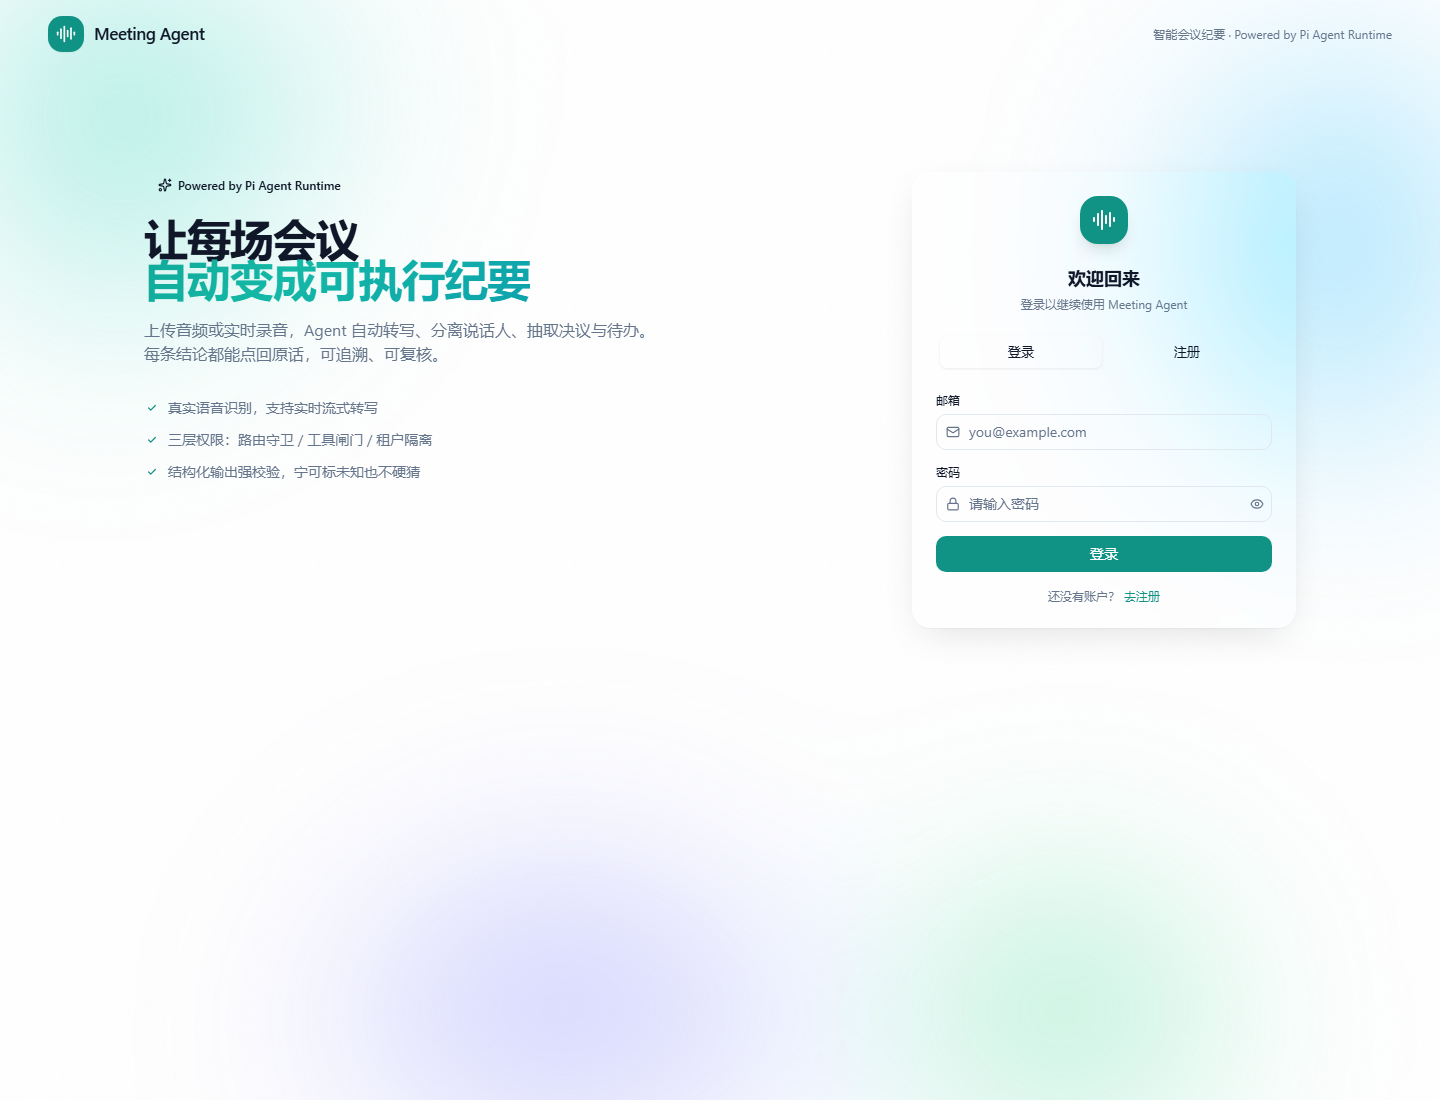 Meeting Agent
智能会议纪要 · Powered by Pi Agent Runtime
Powered by Pi Agent Runtime
让每场会议
自动变成可执行纪要
上传音频或实时录音，Agent 自动转写、分离说话人、抽取决议与待办。
每条结论都能点回原话，可追溯、可复核。
真实语音识别，支持实时流式转写
三层权限：路由守卫 / 工具闸门 / 租户隔离
结构化输出强校验，宁可标未知也不硬猜
欢迎回来
登录以继续使用 Meeting Agent
登录 注册
邮箱
you@example.com
密码
请输入密码
登录
还没有账户？ 去注册